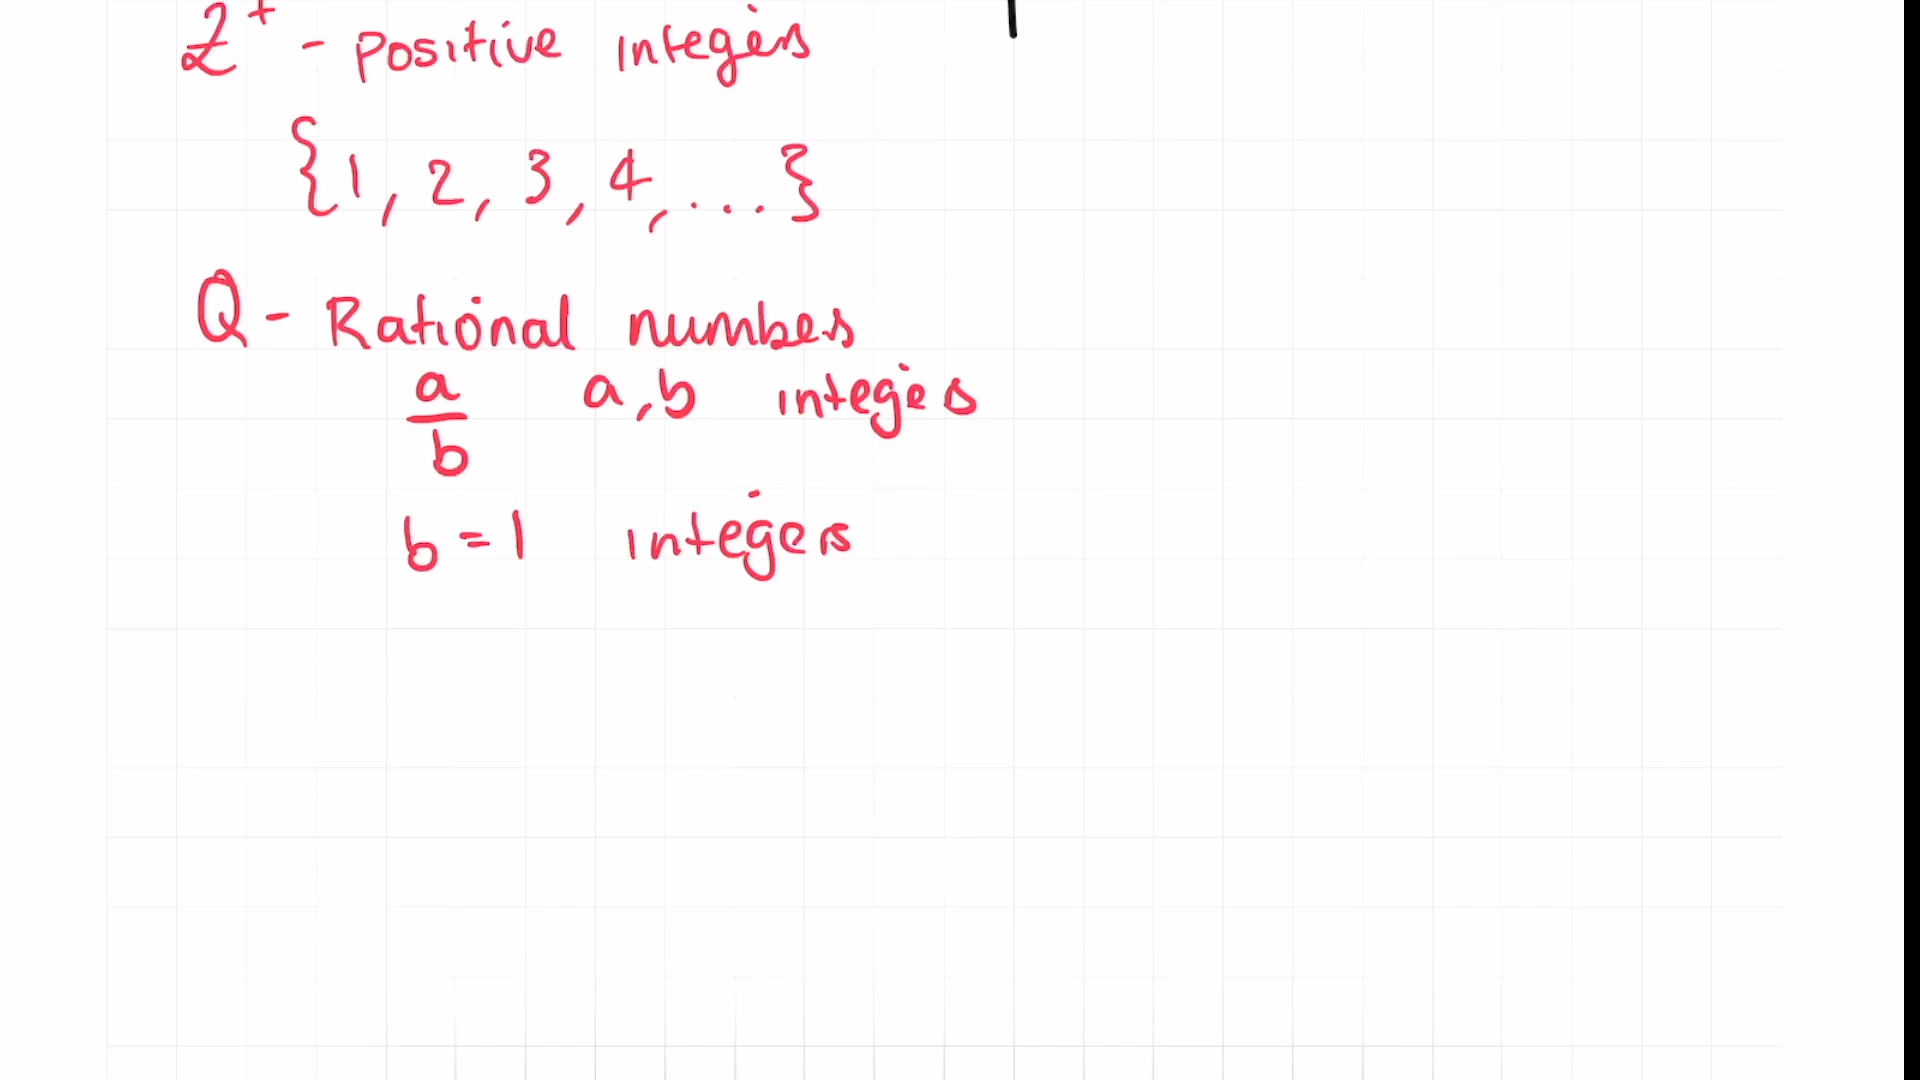 Z⁺ - positive integers
{1, 2, 3, 4, ...}
Q - Rational numbers
a/b a, b integers
b = 1 integers